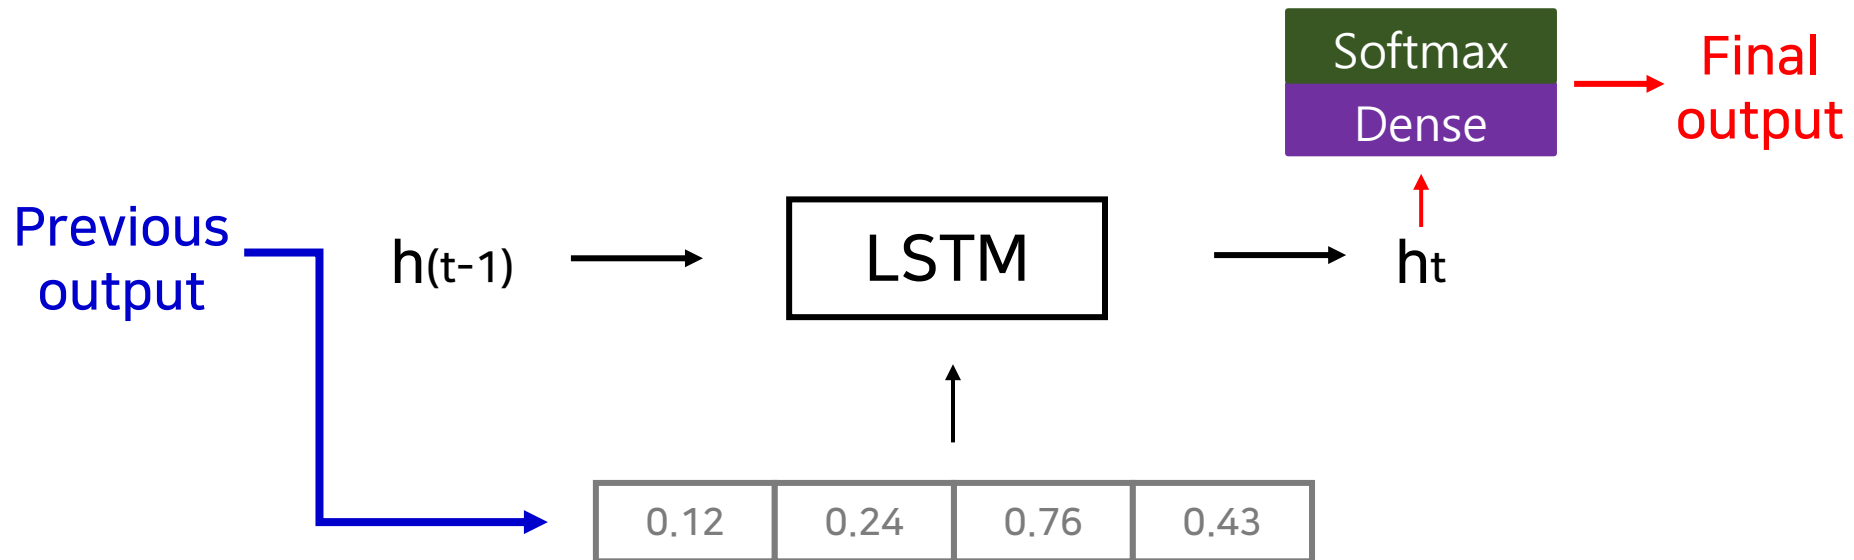 Softmax
Dense
Final
output
Previous
output
h(t-1)
LSTM
ht
0.12 0.24 0.76 0.43